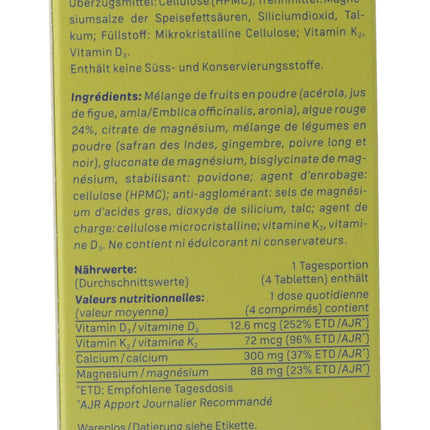 Überzugsmittel: Cellulose (HPMC); Trennmittel: Magne-
siumsalze der Speisefettsäuren, Siliciumdioxid, Tal-
kum; Füllstoff: Mikrokristalline Cellulose; Vitamin K₂,
Vitamin D₃.
Enthält keine Süss- und Konservierungsstoffe.
Ingrédients: Mélange de fruits en poudre (acérola, jus
de figue, amla/Emblica officinalis, aronia), algue rouge
24%, citrate de magnésium, mélange de légumes en
poudre (safran des Indes, gingembre, poivre long et
noir), gluconate de magnésium, bisglycinate de mag-
nésium, stabilisant: povidone; agent d'enrobage:
cellulose (HPMC); anti-agglomérant: sels de magnési-
um d'acides gras, dioxyde de silicium, talc; agent de
charge: cellulose microcristalline; vitamine K₂, vitami-
ne D₃. Ne contient ni édulcorant ni conservateurs.
Nährwerte: 1 Tagesportion
(Durchschnittswerte) (4 Tabletten) enthält
Valeurs nutritionnelles: 1 dose quotidienne
(valeur moyenne) (4 comprimés) contient
Vitamin D₃/vitamine D₃ 12.6 mcg (252% ETD/AJR*)
Vitamin K₂/vitamine K₂ 72 mcg (96% ETD/AJR*)
Calcium/calcium 300 mg (37% ETD/AJR*)
Magnesium/magnésium 88 mg (23% ETD/AJR*)
*ETD: Empfohlene Tagesdosis
*AJR Apport Journalier Recommandé
Warenlos/Datierung siehe Etikette.